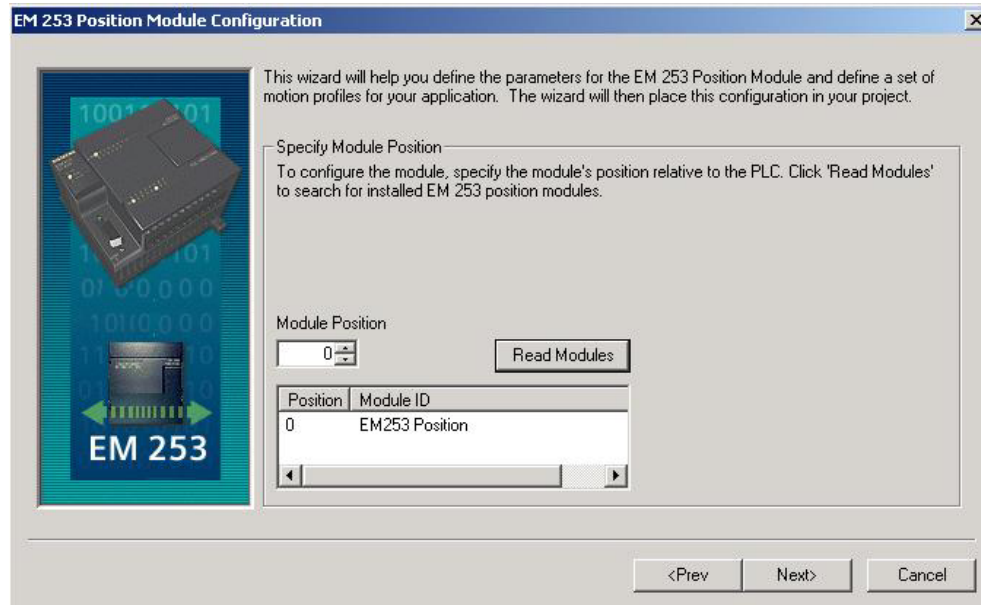 EM 253 Position Module Configuration
This wizard will help you define the parameters for the EM 253 Position Module and define a set of
motion profiles for your application. The wizard will then place this configuration in your project.
Specify Module Position
To configure the module, specify the module's position relative to the PLC. Click 'Read Modules'
to search for installed EM 253 position modules.
Module Position
0
Read Modules
Position Module ID
0 EM253 Position
EM 253
<Prev Next> Cancel